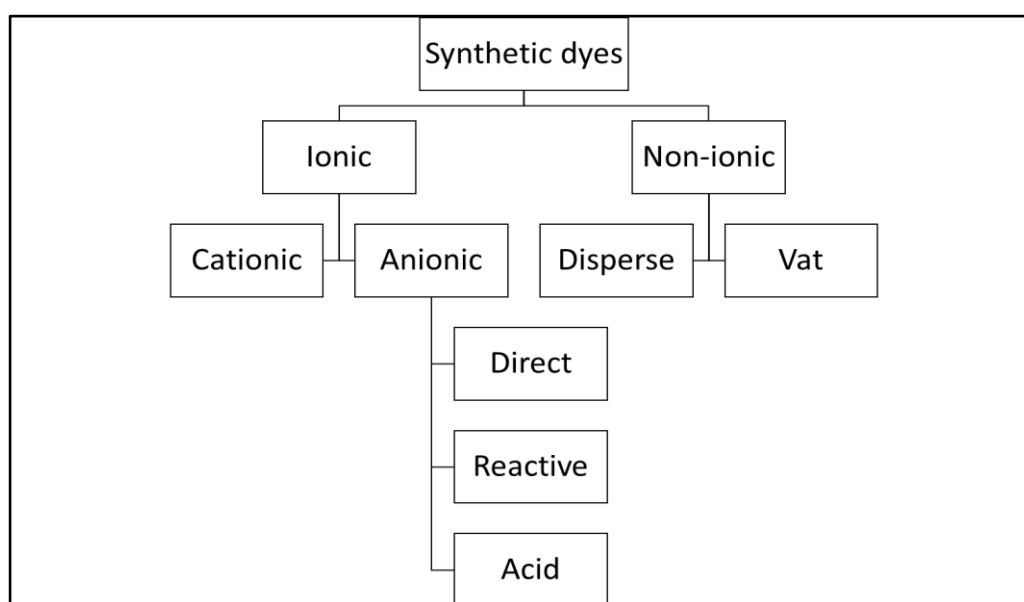 Synthetic dyes
Ionic
Non-ionic
Cationic
Anionic
Disperse
Vat
Direct
Reactive
Acid